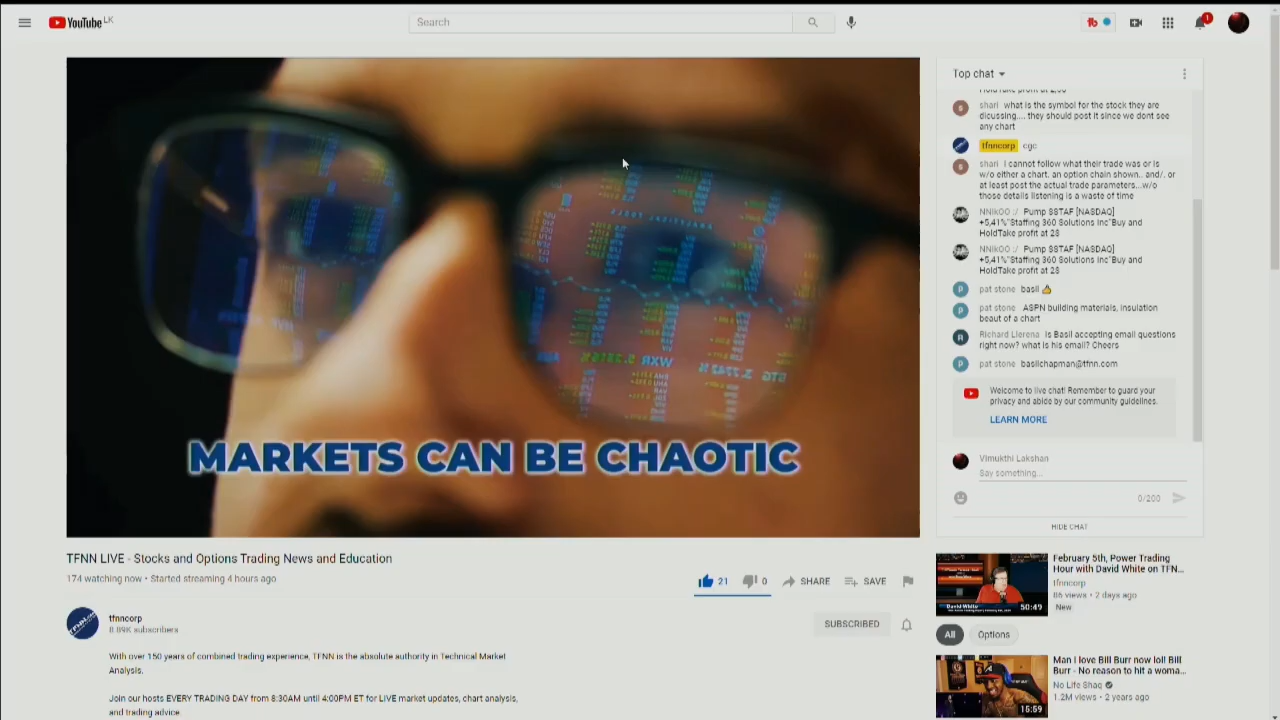 YouTube LK
Search
1
MARKETS CAN BE CHAOTIC
TFNN LIVE - Stocks and Options Trading News and Education
174 watching now • Started streaming 4 hours ago
21
0
SHARE
SAVE
tfnncorp
8.89K subscribers
SUBSCRIBED
With over 150 years of combined trading experience, TFNN is the absolute authority in Technical Market
Analysis.
Join our hosts EVERY TRADING DAY from 8:30AM until 4:00PM ET for LIVE market updates, chart analysis,
and trading advice
Top chat
shari what is the symbol for the stock they are
dicussing.... they should post it since we dont see
any chart
tfnncorp cgc
shari I cannot follow what their trade was or is
w/o either a chart. an option chain shown.. and/. or
at least post the actual trade parameters...w/o
those details listening is a waste of time
NNikOO :/ Pump $STAF [NASDAQ]
+5,41%"Staffing 360 Solutions Inc"Buy and
HoldTake profit at 2$
NNikOO :/ Pump $STAF [NASDAQ]
+5,41%"Staffing 360 Solutions Inc"Buy and
HoldTake profit at 2$
pat stone basil 👍
pat stone ASPN building materials, insulation
beaut of a chart
Richard Llerena Is Basil accepting email questions
right now? what is his email? Cheers
pat stone basilchapman@tfnn.com
Welcome to live chat! Remember to guard your
privacy and abide by our community guidelines.
LEARN MORE
Vimukthi Lakshan
Say something...
0/200
HIDE CHAT
February 5th, Power Trading
Hour with David White on TFN...
tfnncorp
86 views • 2 days ago
New
David White
50:49
All
Options
Man I love Bill Burr now lol! Bill
Burr - No reason to hit a woma...
No Life Shaq
1.2M views • 2 years ago
15:59